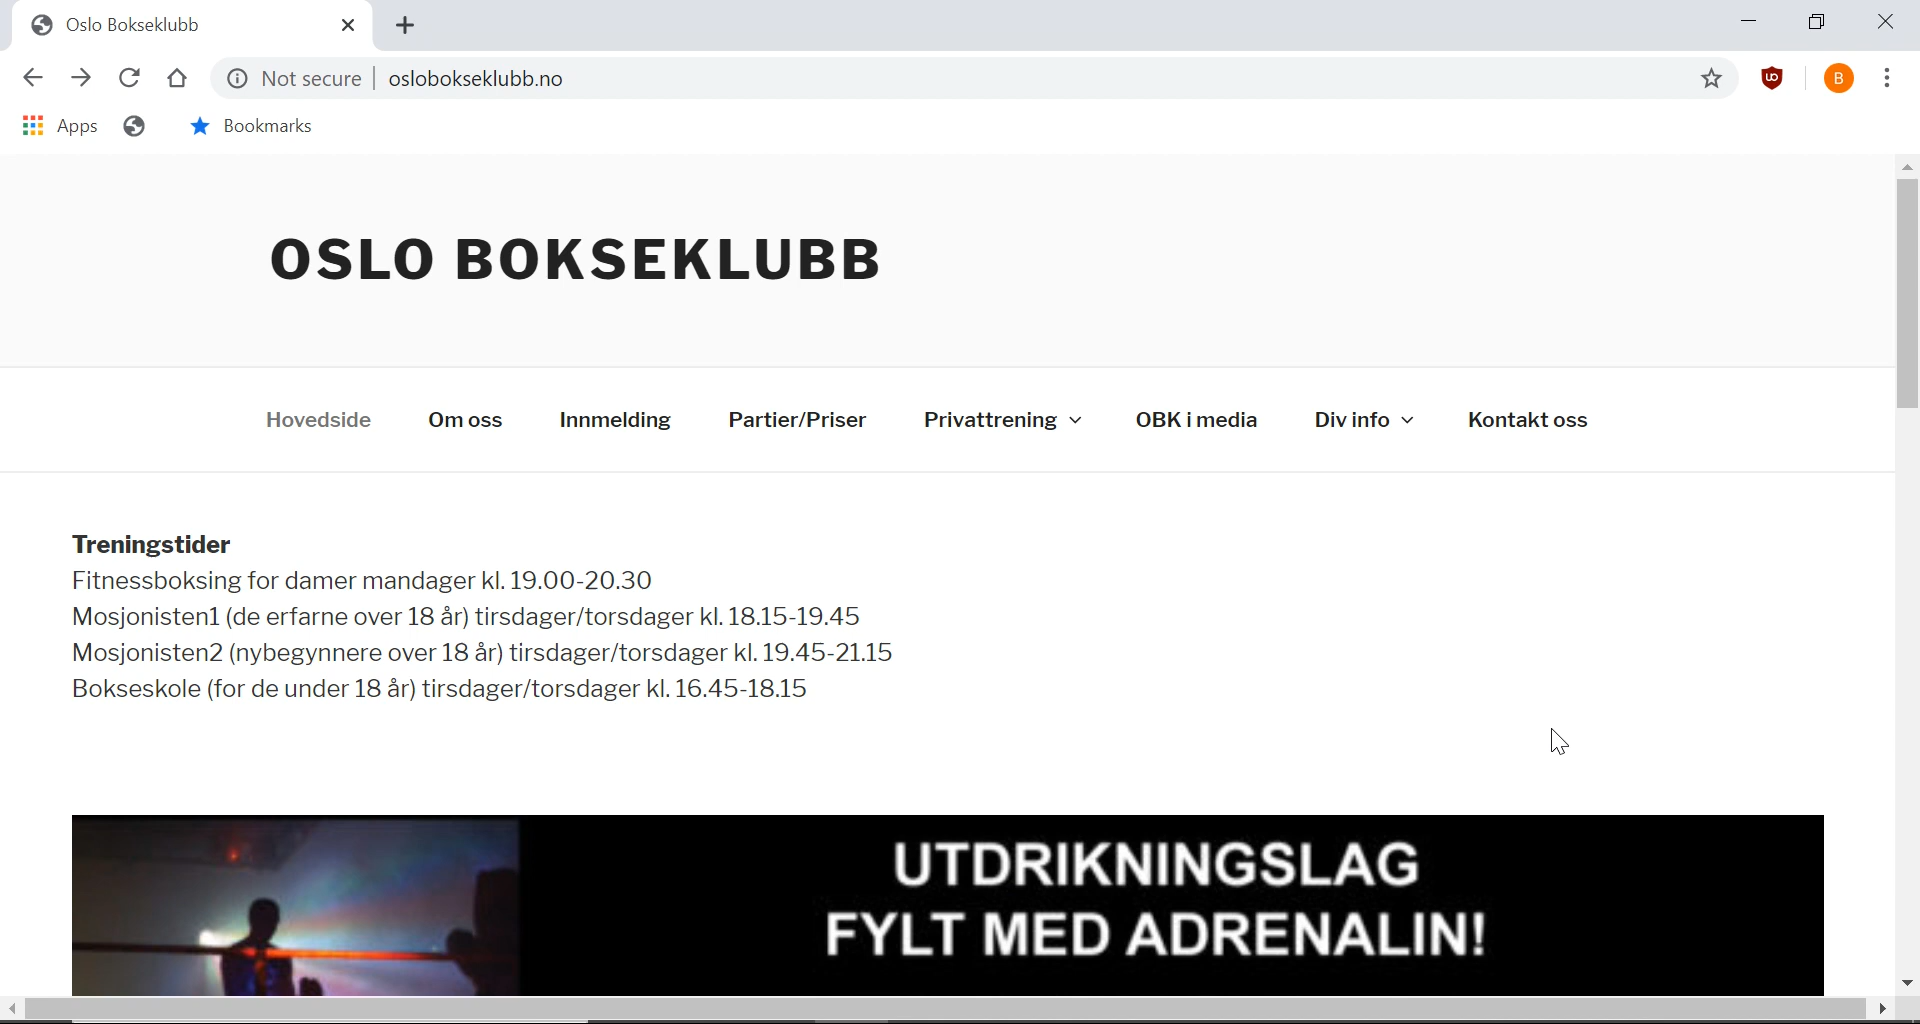 Oslo Bokseklubb
Not secure
oslobokseklubb.no
uo
B
Apps
Bookmarks
OSLO BOKSEKLUBB
Hovedside
Om oss
Innmelding
Partier/Priser
Privattrening
OBK i media
Div info
Kontakt oss
Treningstider
Fitnessboksing for damer mandager kl. 19.00-20.30
Mosjonisten1 (de erfarne over 18 år) tirsdager/torsdager kl. 18.15-19.45
Mosjonisten2 (nybegynnere over 18 år) tirsdager/torsdager kl. 19.45-21.15
Bokseskole (for de under 18 år) tirsdager/torsdager kl. 16.45-18.15
UTDRIKNINGSLAG
FYLT MED ADRENALIN!